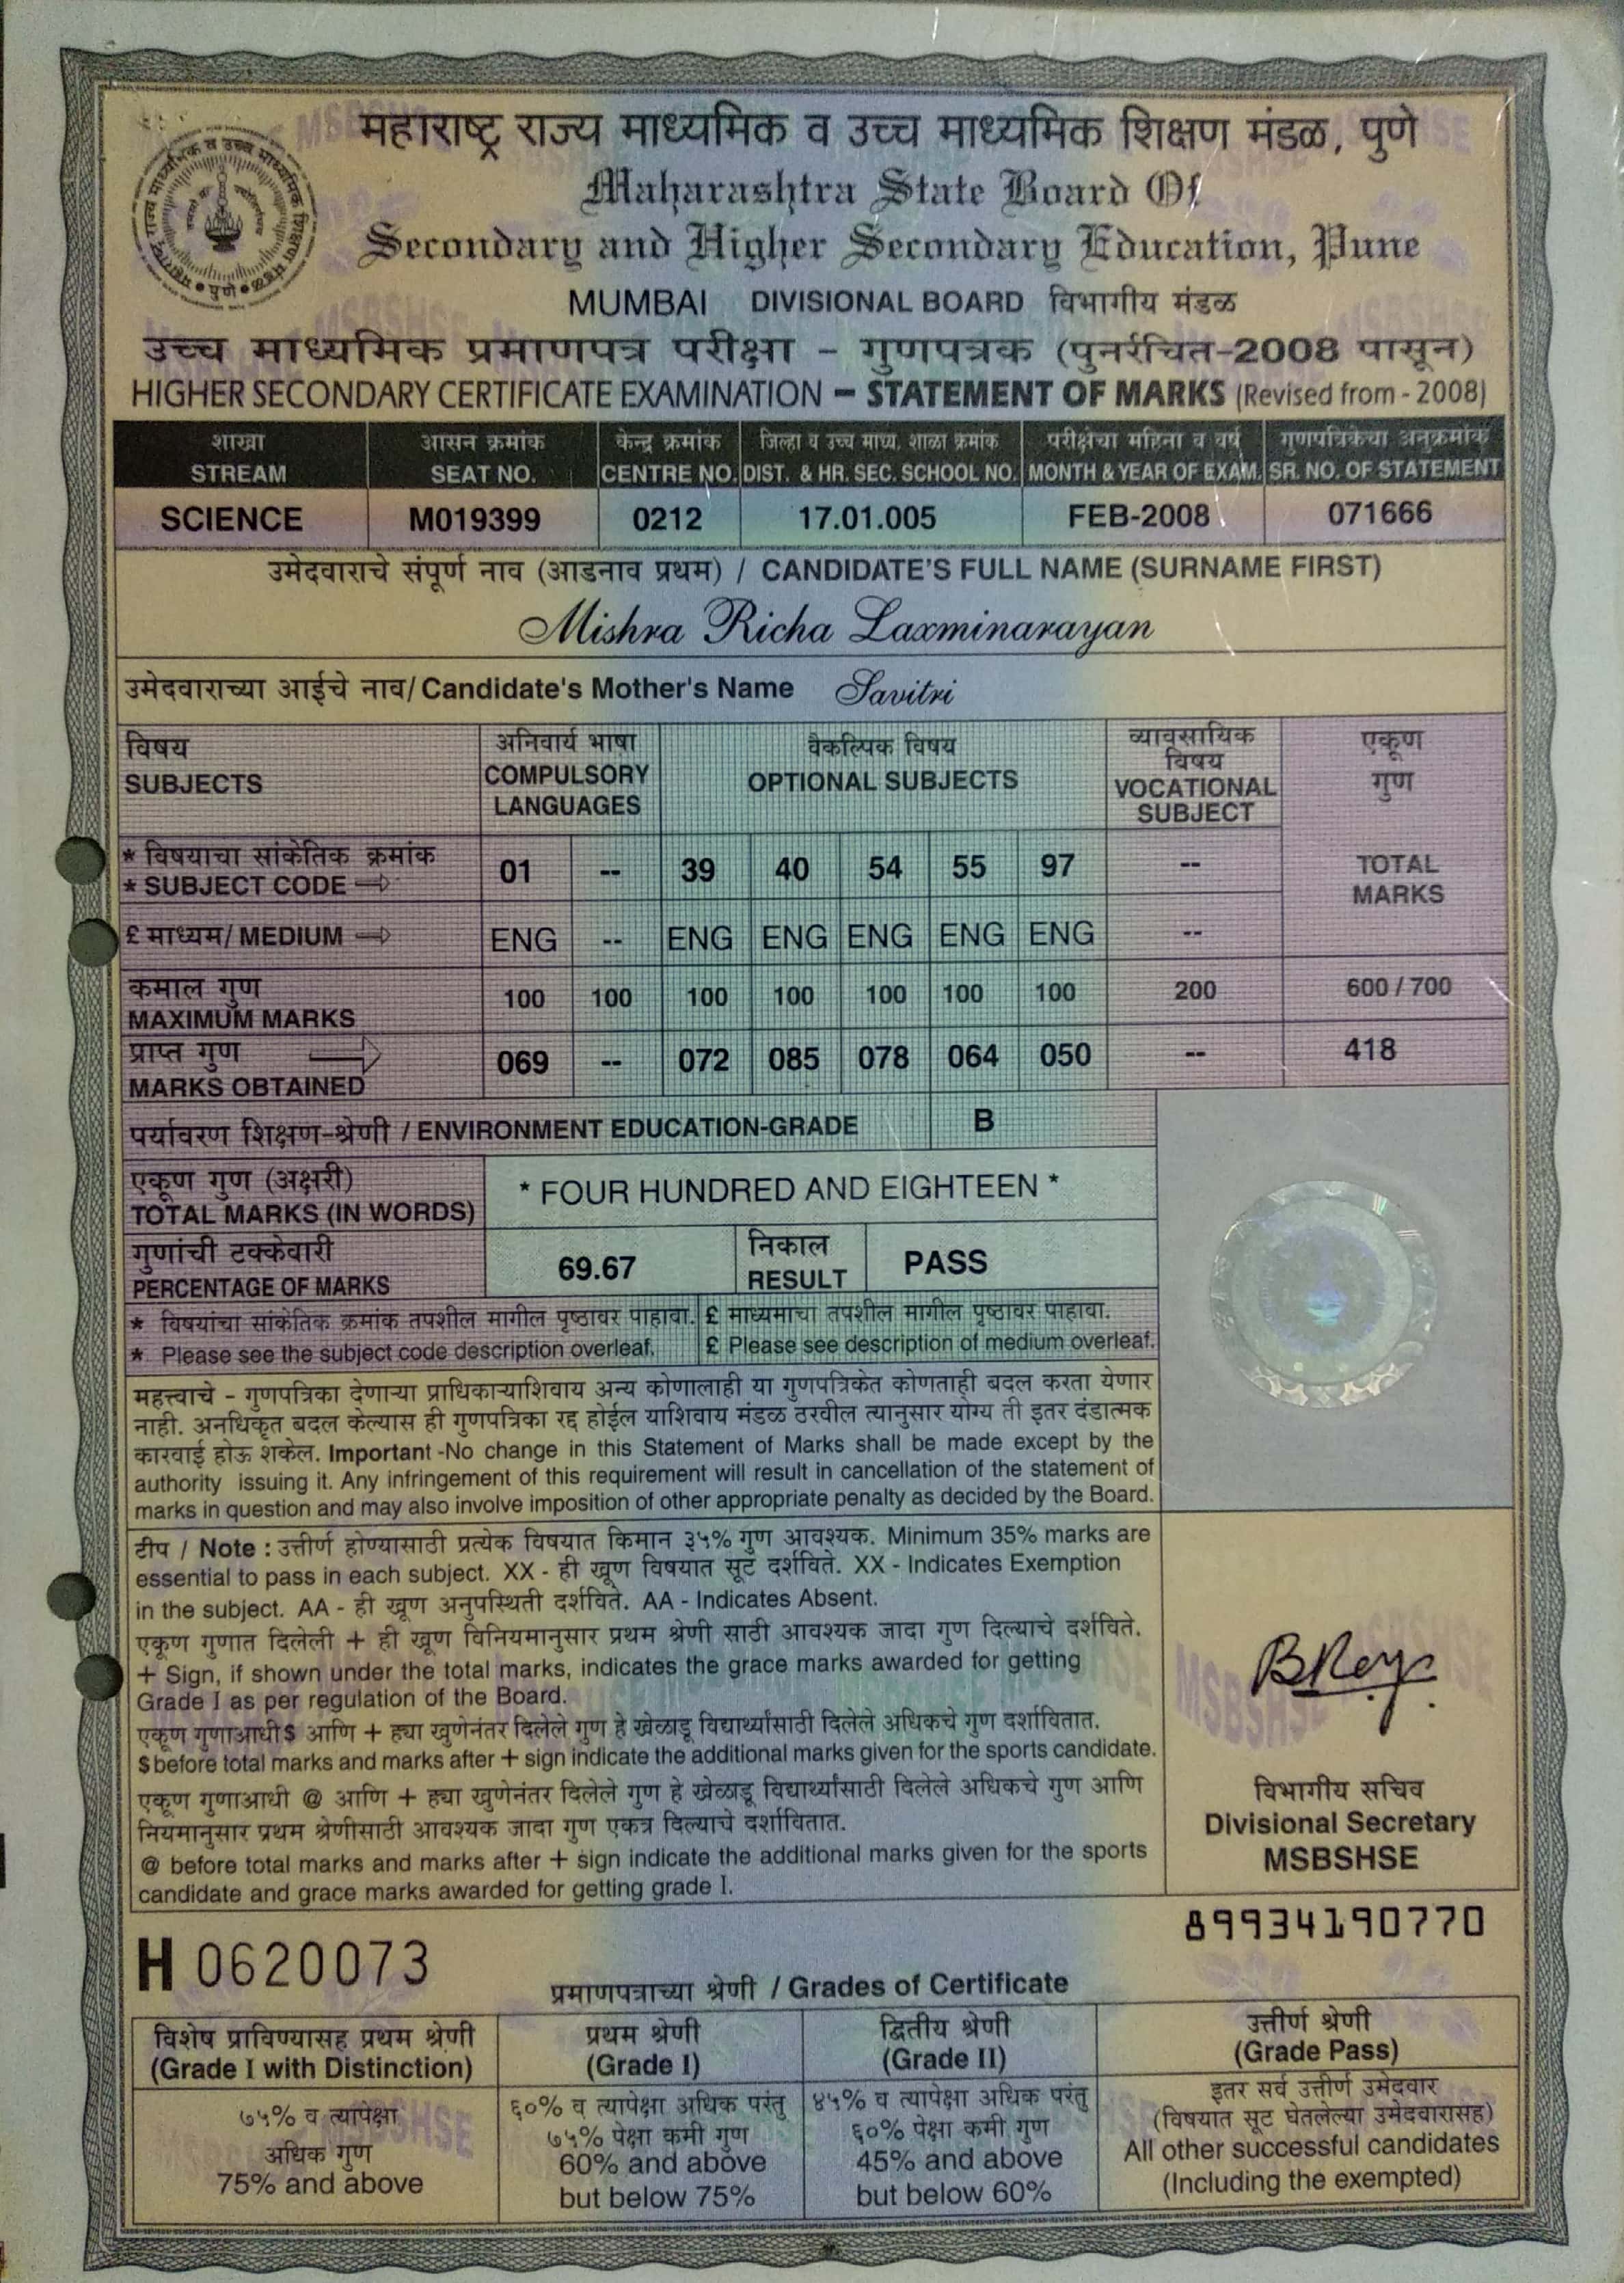 महाराष्ट्र राज्य माध्यमिक व उच्च माध्यमिक शिक्षण मंडळ, पुणे
Maharashtra State Board Of
Secondary and Higher Secondary Education, Pune
MUMBAI DIVISIONAL BOARD विभागीय मंडळ
उच्च माध्यमिक प्रमाणपत्र परीक्षा - गुणपत्रक (पुनर्रचित-2008 पासून)
HIGHER SECONDARY CERTIFICATE EXAMINATION – STATEMENT OF MARKS (Revised from - 2008)
शाखा आसन क्रमांक केन्द्र क्रमांक जिल्हा व उच्च माध्य. शाळा क्रमांक परीक्षेचा महिना व वर्ष गुणपत्रिकेचा अनुक्रमांक
STREAM SEAT NO. CENTRE NO. DIST. & HR. SEC. SCHOOL NO. MONTH & YEAR OF EXAM. SR. NO. OF STATEMENT
SCIENCE M019399 0212 17.01.005 FEB-2008 071666
उमेदवाराचे संपूर्ण नाव (आडनाव प्रथम) / CANDIDATE'S FULL NAME (SURNAME FIRST)
Mishra Richa Laxminarayan
उमेदवाराच्या आईचे नाव/ Candidate's Mother's Name Savitri
विषय अनिवार्य भाषा वैकल्पिक विषय व्यावसायिक विषय एकूण गुण
SUBJECTS COMPULSORY LANGUAGES OPTIONAL SUBJECTS VOCATIONAL SUBJECT
* विषयाचा सांकेतिक क्रमांक
* SUBJECT CODE ⇒ 01 -- 39 40 54 55 97 -- TOTAL MARKS
£ माध्यम/ MEDIUM ⇒ ENG -- ENG ENG ENG ENG ENG --
कमाल गुण
MAXIMUM MARKS 100 100 100 100 100 100 100 200 600 / 700
प्राप्त गुण
MARKS OBTAINED 069 -- 072 085 078 064 050 -- 418
पर्यावरण शिक्षण-श्रेणी / ENVIRONMENT EDUCATION-GRADE B
एकूण गुण (अक्षरी)
TOTAL MARKS (IN WORDS) * FOUR HUNDRED AND EIGHTEEN *
गुणांची टक्केवारी निकाल
PERCENTAGE OF MARKS 69.67 RESULT PASS
* विषयांचा सांकेतिक क्रमांक तपशील मागील पृष्ठावर पाहावा. £ माध्यमाचा तपशील मागील पृष्ठावर पाहावा.
* Please see the subject code description overleaf. £ Please see description of medium overleaf.
महत्त्वाचे - गुणपत्रिका देणाऱ्या प्राधिकाऱ्याशिवाय अन्य कोणालाही या गुणपत्रिकेत कोणताही बदल करता येणार
नाही. अनधिकृत बदल केल्यास ही गुणपत्रिका रद्द होईल याशिवाय मंडळ ठरवील त्यानुसार योग्य ती इतर दंडात्मक
कारवाई होऊ शकेल. Important -No change in this Statement of Marks shall be made except by the
authority issuing it. Any infringement of this requirement will result in cancellation of the statement of
marks in question and may also involve imposition of other appropriate penalty as decided by the Board.
टीप / Note : उत्तीर्ण होण्यासाठी प्रत्येक विषयात किमान ३५% गुण आवश्यक. Minimum 35% marks are
essential to pass in each subject. XX - ही खूण विषयात सूट दर्शविते. XX - Indicates Exemption
in the subject. AA - ही खूण अनुपस्थिती दर्शविते. AA - Indicates Absent.
एकूण गुणात दिलेली + ही खूण विनियमानुसार प्रथम श्रेणी साठी आवश्यक जादा गुण दिल्याचे दर्शविते.
+ Sign, if shown under the total marks, indicates the grace marks awarded for getting
Grade I as per regulation of the Board.
एकूण गुणाआधी $ आणि + ह्या खुणेनंतर दिलेले गुण हे खेळाडू विद्यार्थ्यांसाठी दिलेले अधिकचे गुण दर्शवितात.
$ before total marks and marks after + sign indicate the additional marks given for the sports candidate.
एकूण गुणाआधी @ आणि + ह्या खुणेनंतर दिलेले गुण हे खेळाडू विद्यार्थ्यांसाठी दिलेले अधिकचे गुण आणि
नियमानुसार प्रथम श्रेणीसाठी आवश्यक जादा गुण एकत्र दिल्याचे दर्शवितात.
@ before total marks and marks after + sign indicate the additional marks given for the sports
candidate and grace marks awarded for getting grade I.
विभागीय सचिव
Divisional Secretary
MSBSHSE
89934190770
H 0620073
प्रमाणपत्राच्या श्रेणी / Grades of Certificate
विशेष प्राविण्यासह प्रथम श्रेणी प्रथम श्रेणी द्वितीय श्रेणी उत्तीर्ण श्रेणी
(Grade I with Distinction) (Grade I) (Grade II) (Grade Pass)
७५% व त्यापेक्षा
अधिक गुण
75% and above
६०% व त्यापेक्षा अधिक परंतु
७५% पेक्षा कमी गुण
60% and above
but below 75%
४५% व त्यापेक्षा अधिक परंतु
६०% पेक्षा कमी गुण
45% and above
but below 60%
इतर सर्व उत्तीर्ण उमेदवार
(विषयात सूट घेतलेल्या उमेदवारासह)
All other successful candidates
(Including the exempted)